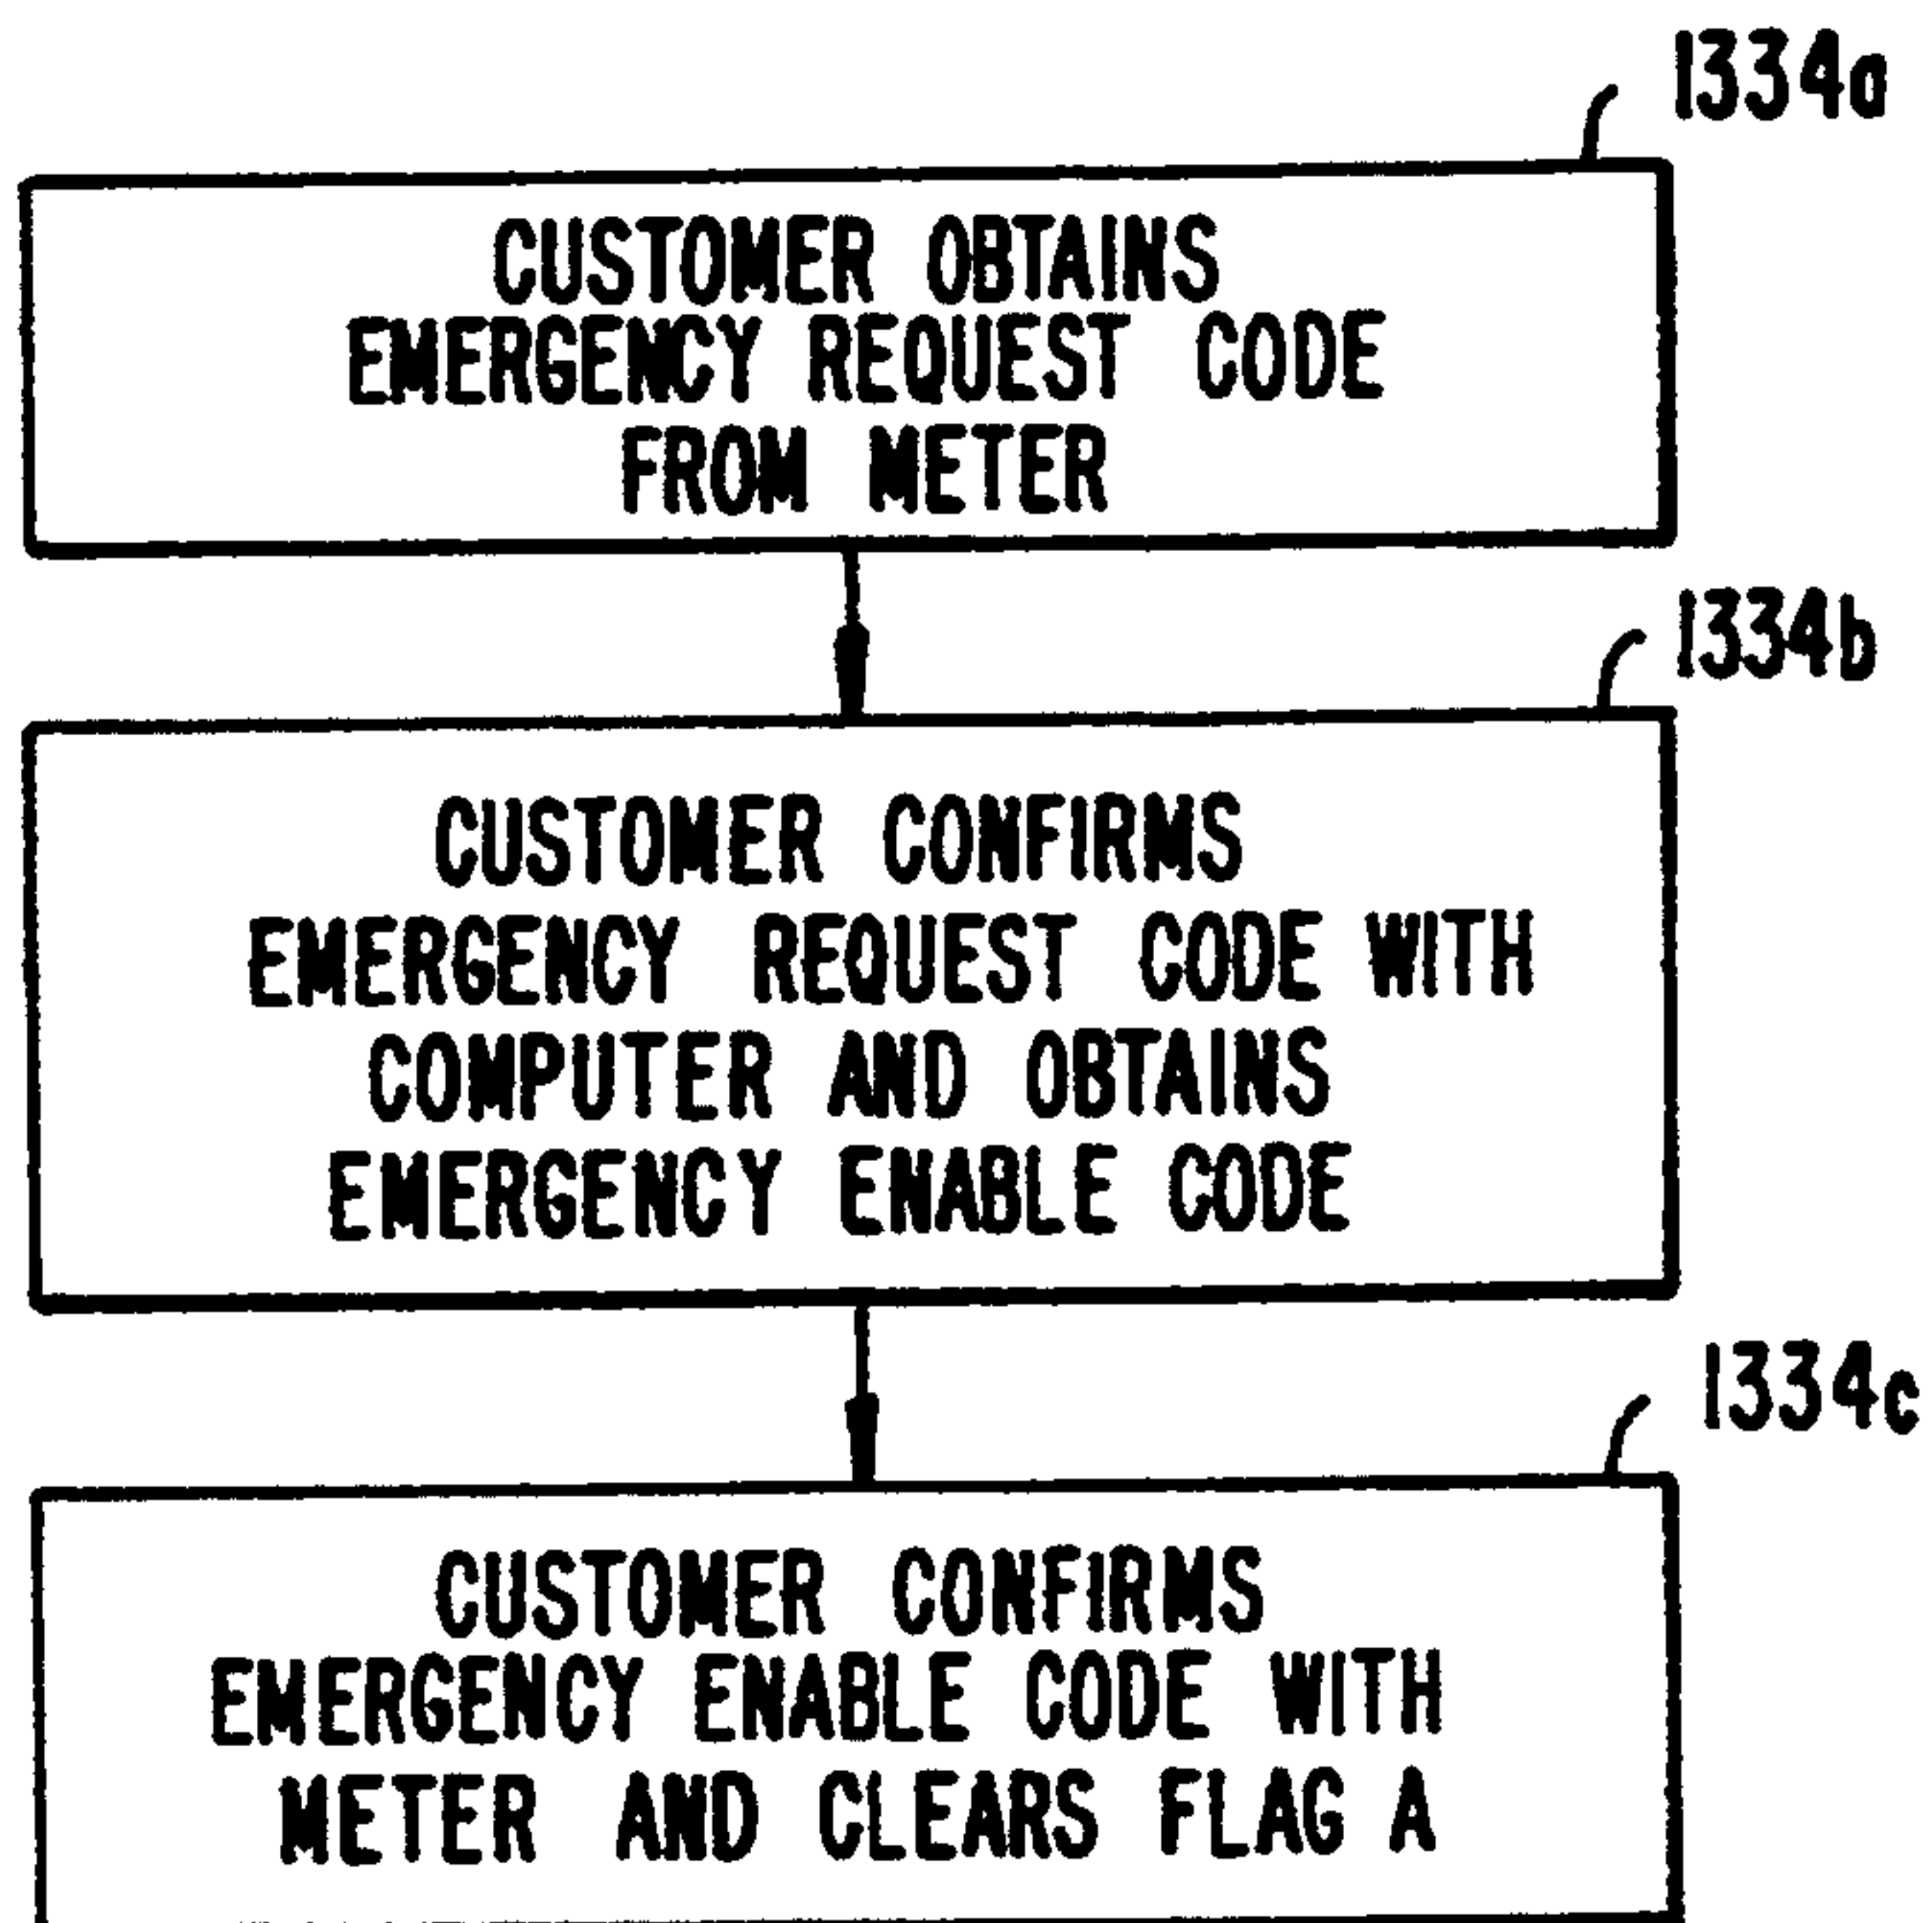 1334a
CUSTOMER OBTAINS
EMERGENCY REQUEST CODE
FROM METER
1334b
CUSTOMER CONFIRMS
EMERGENCY REQUEST CODE WITH
COMPUTER AND OBTAINS
EMERGENCY ENABLE CODE
1334c
CUSTOMER CONFIRMS
EMERGENCY ENABLE CODE WITH
METER AND CLEARS FLAG A